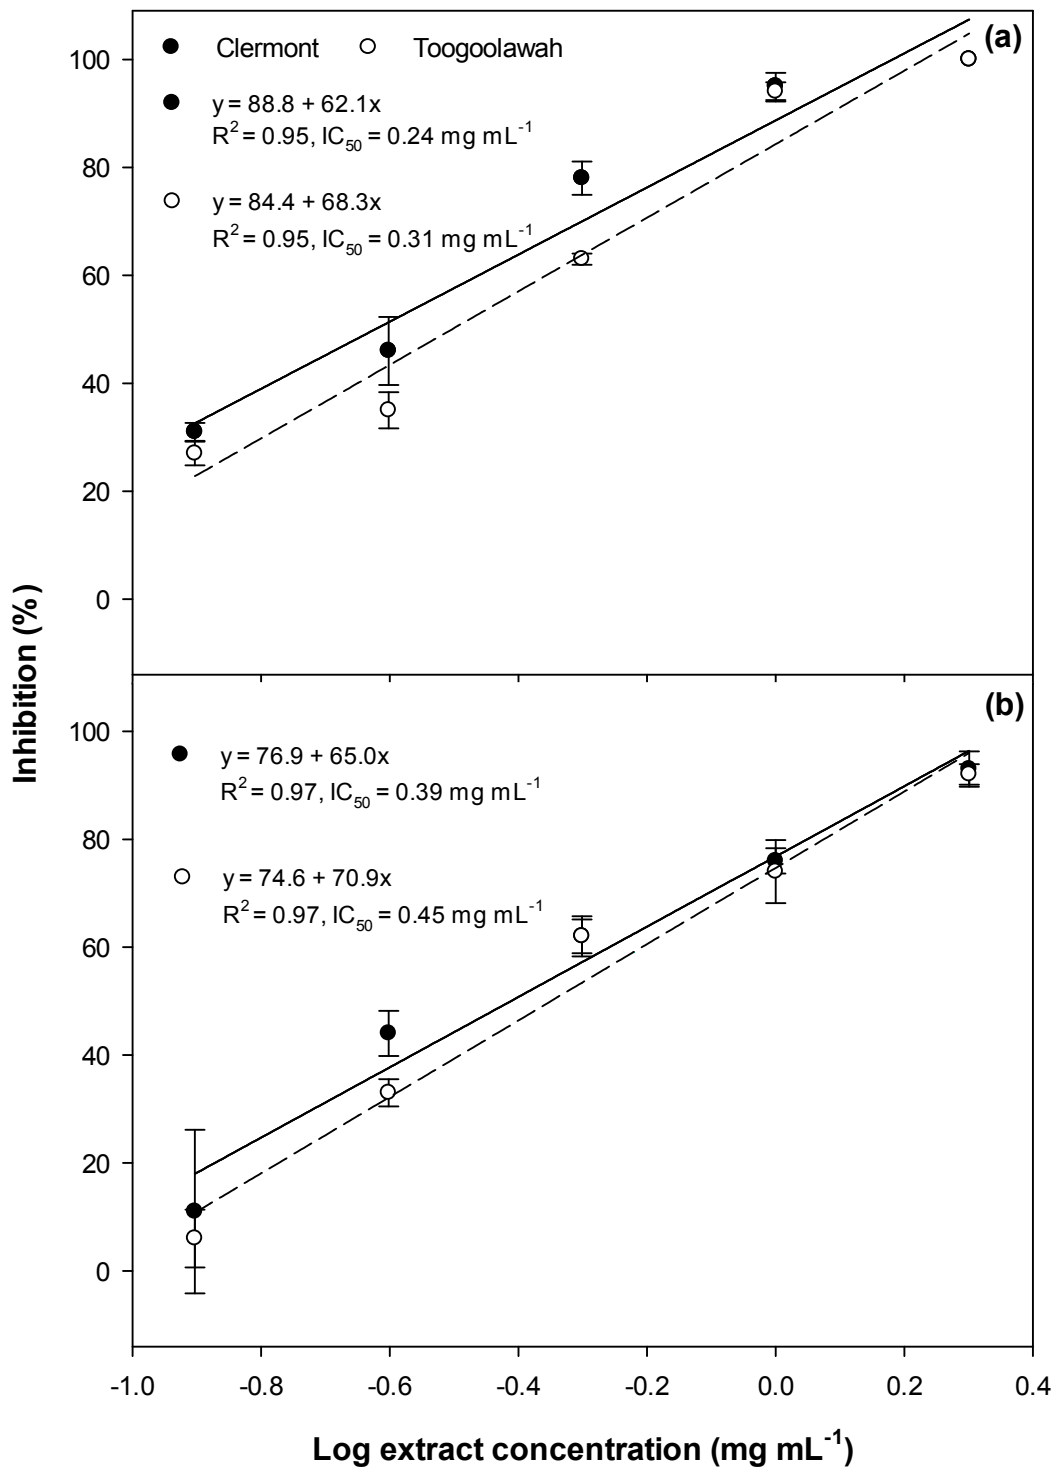 (a)
● Clermont ○ Toogoolawah
● y = 88.8 + 62.1x
R² = 0.95, IC₅₀ = 0.24 mg mL⁻¹
○ y = 84.4 + 68.3x
R² = 0.95, IC₅₀ = 0.31 mg mL⁻¹
100
80
60
40
20
0
Inhibition (%)
(b)
● y = 76.9 + 65.0x
R² = 0.97, IC₅₀ = 0.39 mg mL⁻¹
○ y = 74.6 + 70.9x
R² = 0.97, IC₅₀ = 0.45 mg mL⁻¹
100
80
60
40
20
0
-1.0 -0.8 -0.6 -0.4 -0.2 0.0 0.2 0.4
Log extract concentration (mg mL⁻¹)